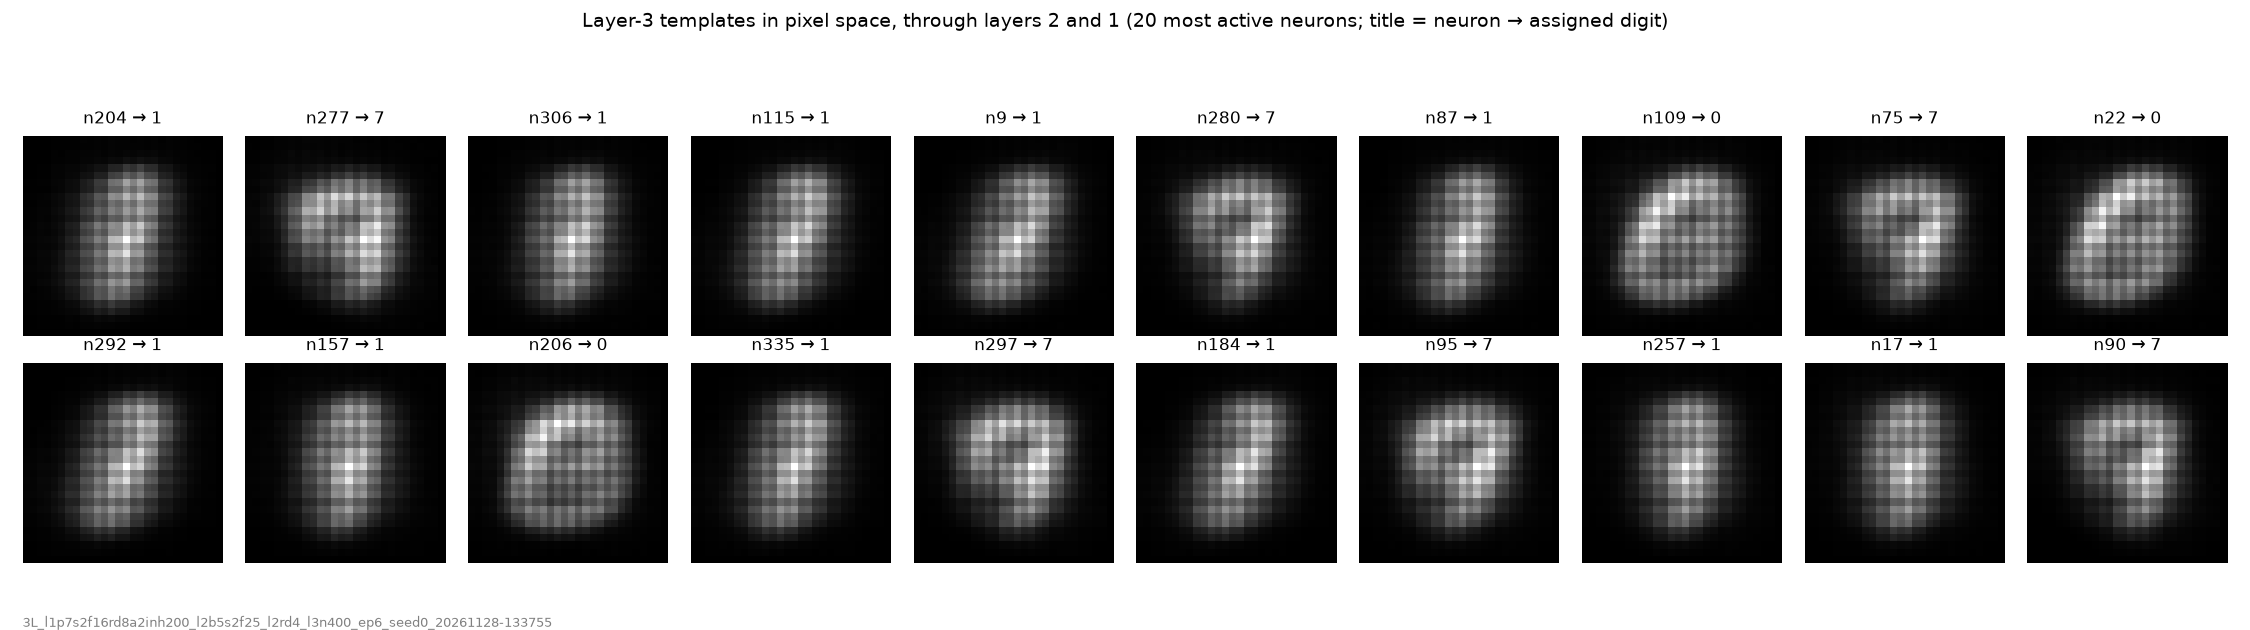 Layer-3 templates in pixel space, through layers 2 and 1 (20 most active neurons; title = neuron → assigned digit)
n204 → 1 n277 → 7 n306 → 1 n115 → 1 n9 → 1 n280 → 7 n87 → 1 n109 → 0 n75 → 7 n22 → 0
n292 → 1 n157 → 1 n206 → 0 n335 → 1 n297 → 7 n184 → 1 n95 → 7 n257 → 1 n17 → 1 n90 → 7
3L_l1p7s2f16rd8a2inh200_l2b5s2f25_l2rd4_l3n400_ep6_seed0_20261128-133755